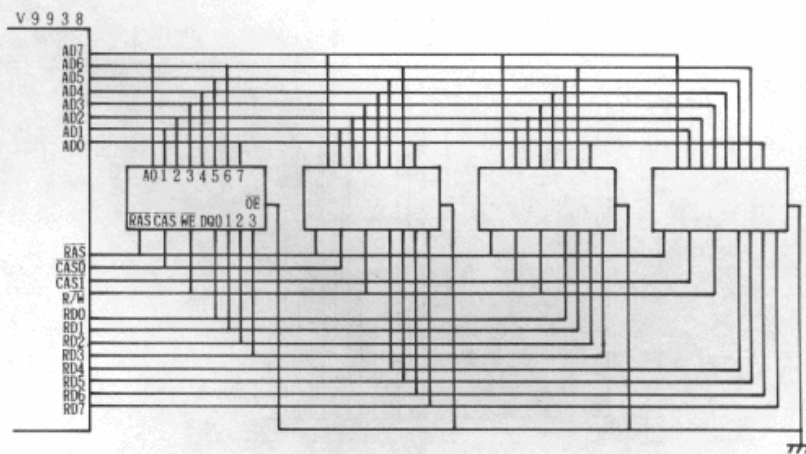 V9938
AD7
AD6
AD5
AD4
AD3
AD2
AD1
AD0
A0 1 2 3 4 5 6 7
OE
RAS CAS WE DQ0 1 2 3
RAS
CAS0
CAS1
R/W
RD0
RD1
RD2
RD3
RD4
RD5
RD6
RD7